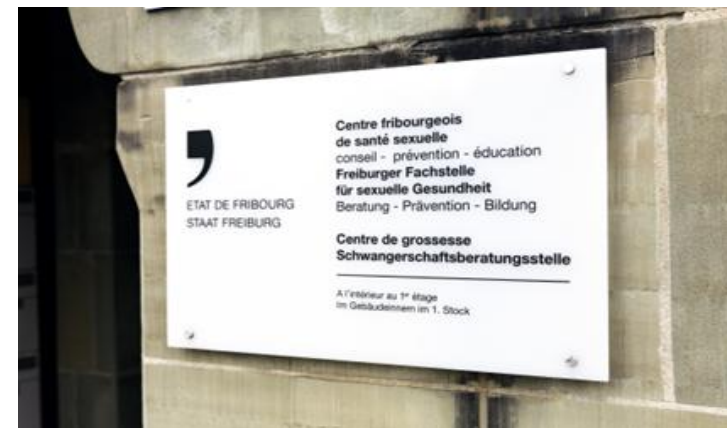 ETAT DE FRIBOURG
STAAT FREIBURG
Centre fribourgeois
de santé sexuelle
conseil - prévention - éducation
Freiburger Fachstelle
für sexuelle Gesundheit
Beratung - Prävention - Bildung
Centre de grossesse
Schwangerschaftsberatungsstelle
A l'intérieur au 1er étage
Im Gebäudeinnern im 1. Stock